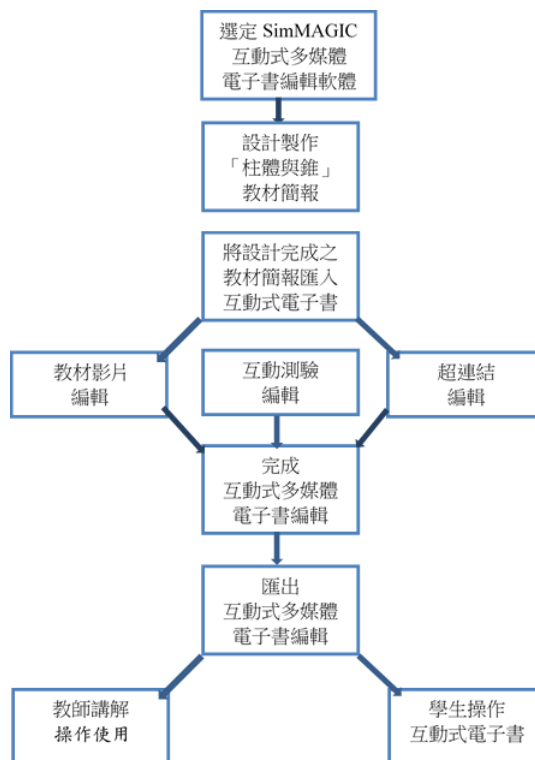 選定 SimMAGIC
互動式多媒體
電子書編輯軟體
設計製作
「柱體與錐」
教材簡報
將設計完成之
教材簡報匯入
互動式電子書
教材影片
編輯
互動測驗
編輯
超連結
編輯
完成
互動式多媒體
電子書編輯
匯出
互動式多媒體
電子書編輯
教師講解
操作使用
學生操作
互動式電子書